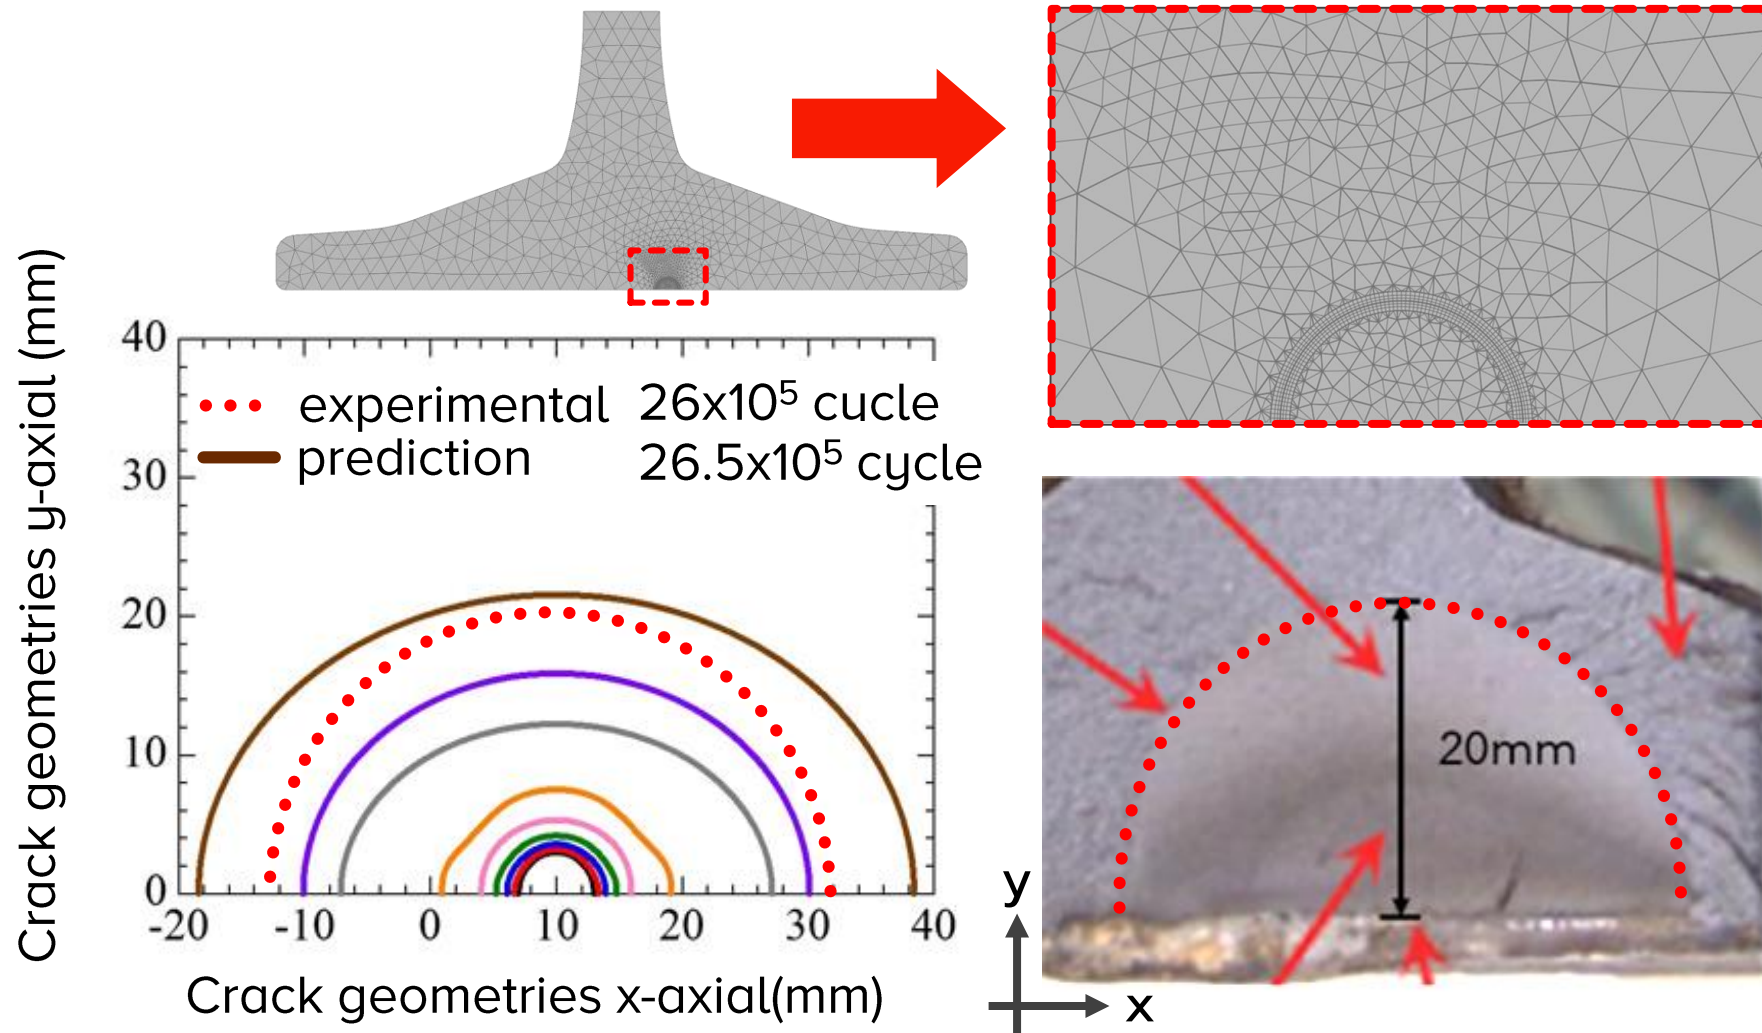 Crack geometries y-axial (mm)
40
30
20
10
0
experimental 26x10⁵ cucle
prediction 26.5x10⁵ cycle
-20 -10 0 10 20 30 40
Crack geometries x-axial(mm)
20mm
y
x